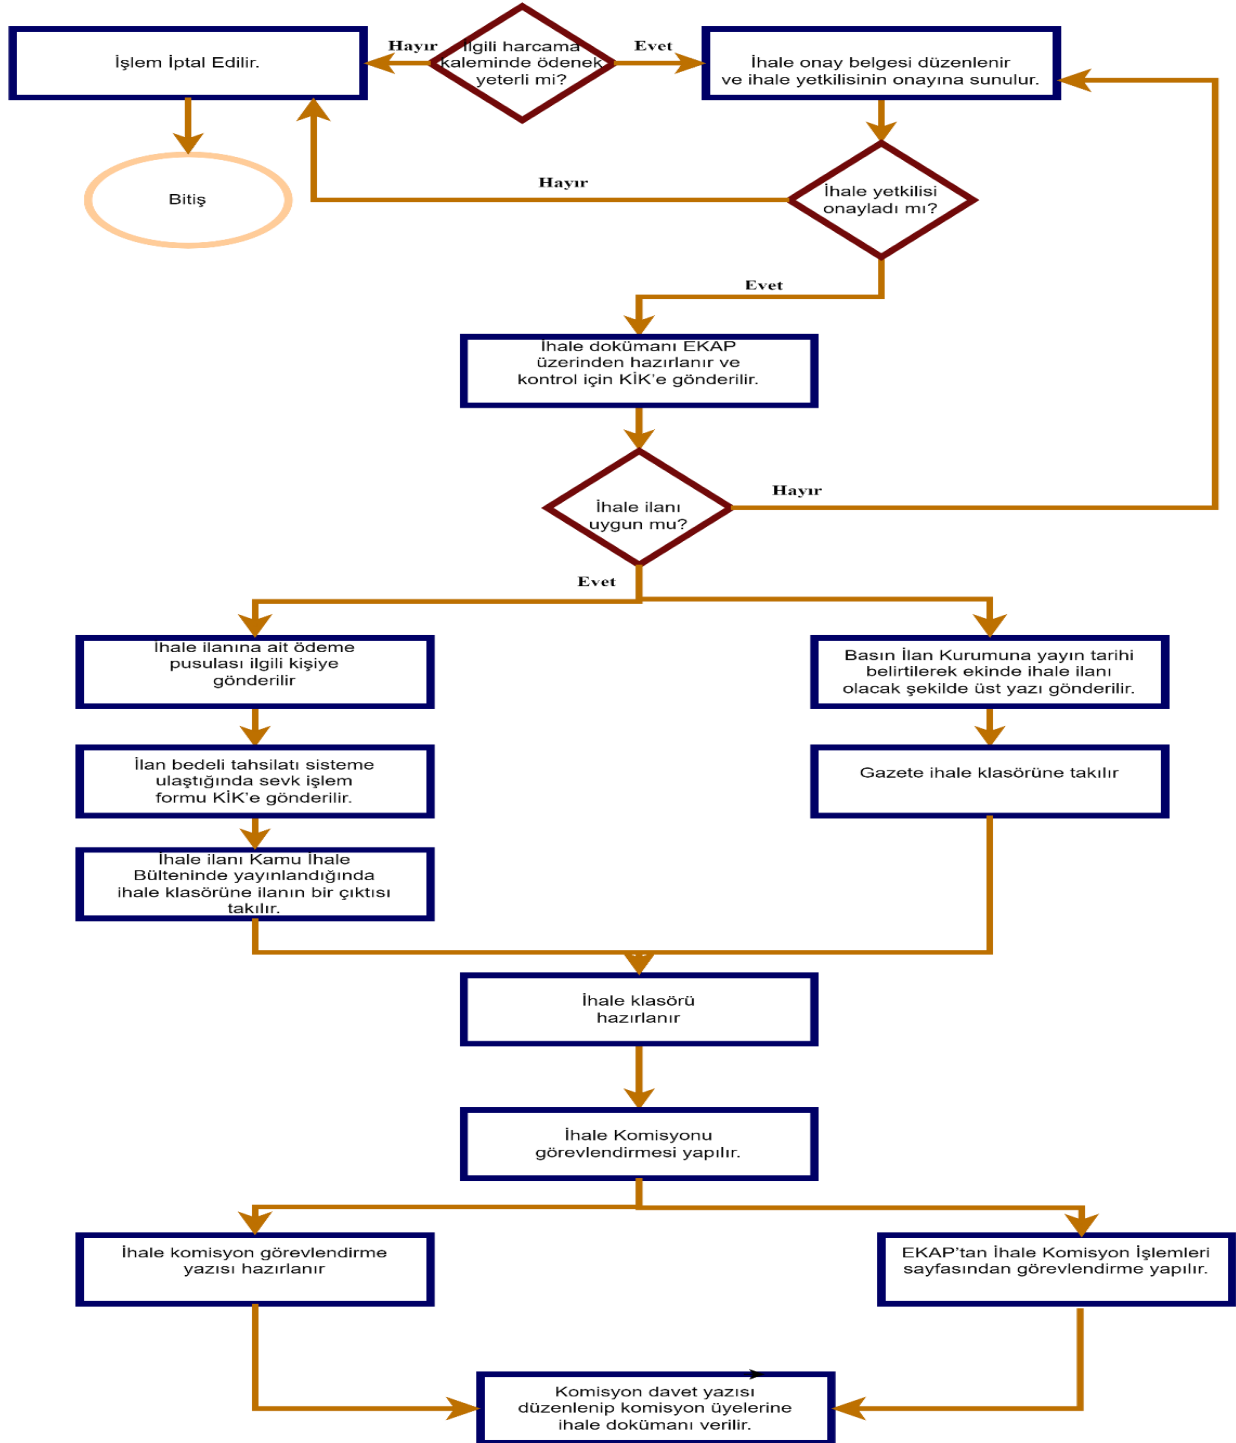 İşlem İptal Edilir.
Hayır
İlgili harcama
kaleminde ödenek
yeterli mi?
Evet
İhale onay belgesi düzenlenir
ve ihale yetkilisinin onayına sunulur.
Bitiş
Hayır
İhale yetkilisi
onayladı mı?
Evet
İhale dokümanı EKAP
üzerinden hazırlanır ve
kontrol için KİK’e gönderilir.
İhale ilanı
uygun mu?
Hayır
Evet
İhale ilanına ait ödeme
pusulası ilgili kişiye
gönderilir
Basın İlan Kurumuna yayın tarihi
belirtilerek ekinde ihale ilanı
olacak şekilde üst yazı gönderilir.
İlan bedeli tahsilatı sisteme
ulaştığında sevk işlem
formu KİK’e gönderilir.
Gazete ihale klasörüne takılır
İhale ilanı Kamu İhale
Bülteninde yayınlandığında
ihale klasörüne ilanın bir çıktısı
takılır.
İhale klasörü
hazırlanır
İhale Komisyonu
görevlendirmesi yapılır.
İhale komisyon görevlendirme
yazısı hazırlanır
EKAP’tan İhale Komisyon İşlemleri
sayfasından görevlendirme yapılır.
Komisyon davet yazısı
düzenlenip komisyon üyelerine
ihale dokümanı verilir.